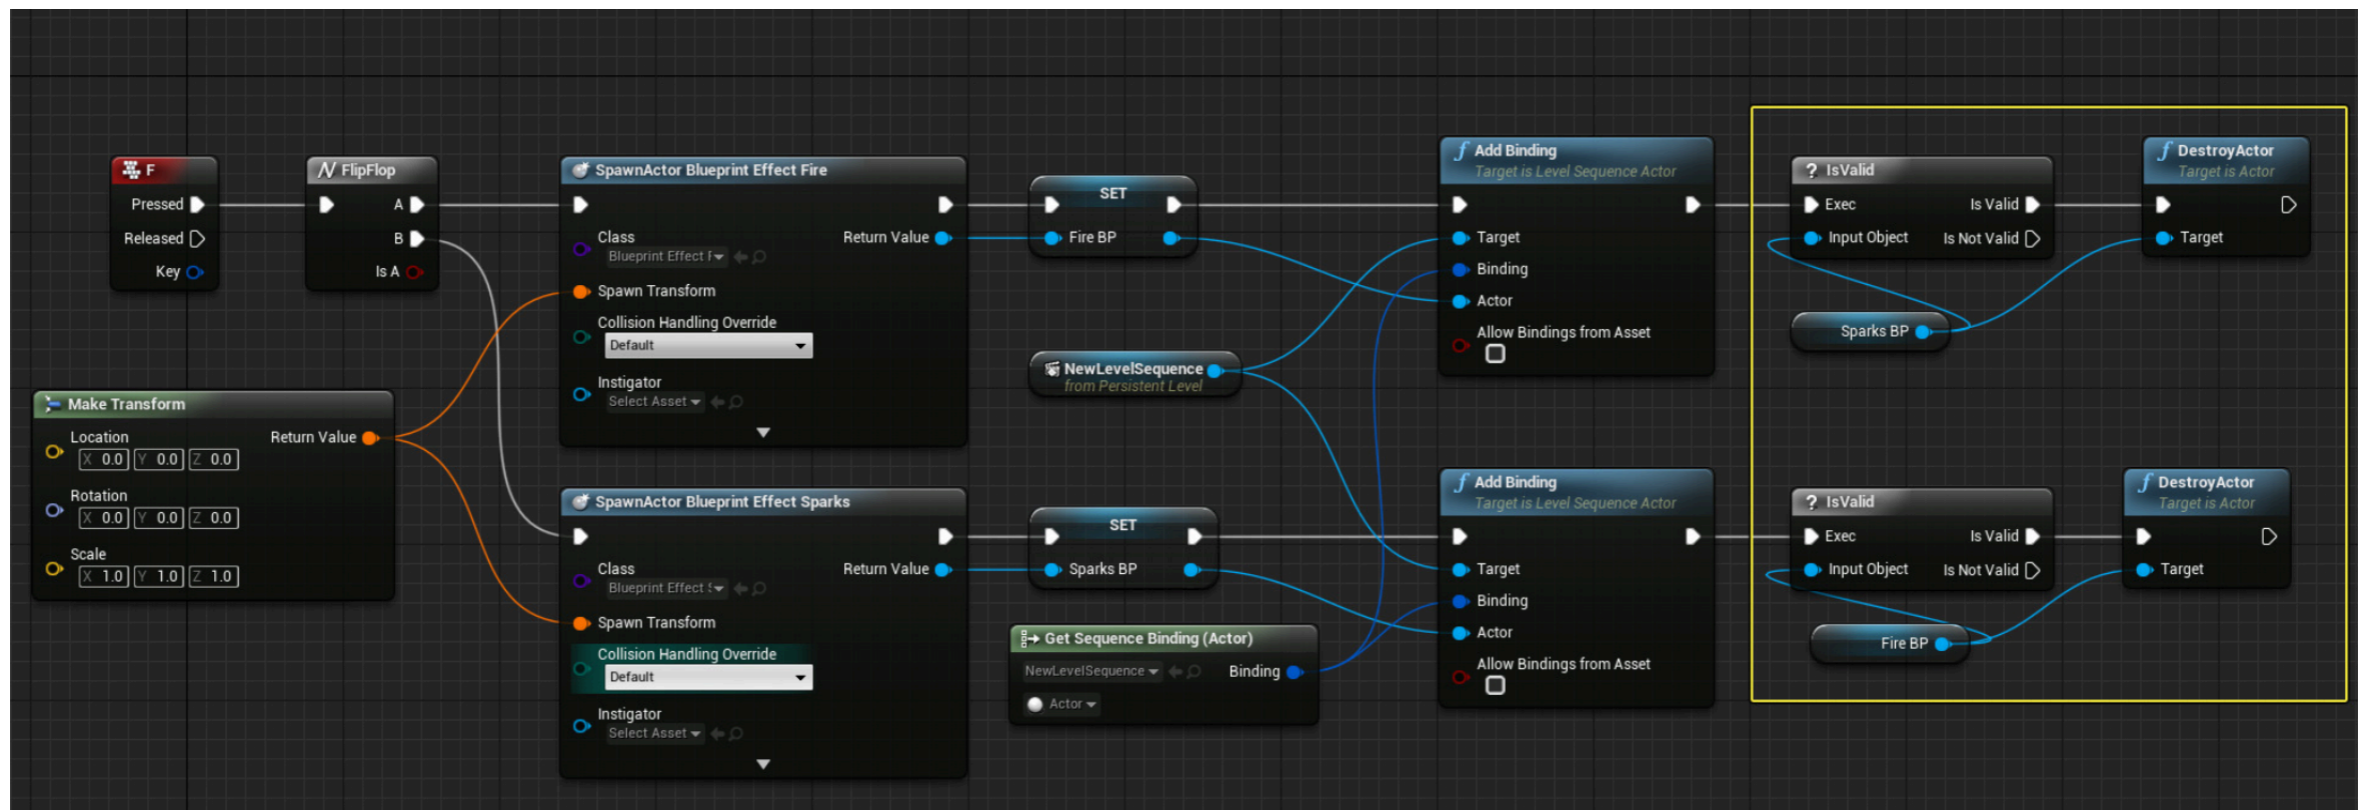 F
Pressed
Released
Key
FlipFlop
A
B
Is A
Make Transform
Location
Return Value
X 0.0 Y 0.0 Z 0.0
Rotation
X 0.0 Y 0.0 Z 0.0
Scale
X 1.0 Y 1.0 Z 1.0
SpawnActor Blueprint Effect Fire
Class
Return Value
Blueprint Effect F
Spawn Transform
Collision Handling Override
Default
Instigator
Select Asset
SpawnActor Blueprint Effect Sparks
Class
Return Value
Blueprint Effect S
Spawn Transform
Collision Handling Override
Default
Instigator
Select Asset
SET
Fire BP
NewLevelSequence
from Persistent Level
SET
Sparks BP
Get Sequence Binding (Actor)
NewLevelSequence
Binding
Actor
f Add Binding
Target is Level Sequence Actor
Target
Binding
Actor
Allow Bindings from Asset
f Add Binding
Target is Level Sequence Actor
Target
Binding
Actor
Allow Bindings from Asset
? IsValid
Exec Is Valid
Input Object Is Not Valid
Sparks BP
f DestroyActor
Target is Actor
Target
? IsValid
Exec Is Valid
Input Object Is Not Valid
Fire BP
f DestroyActor
Target is Actor
Target